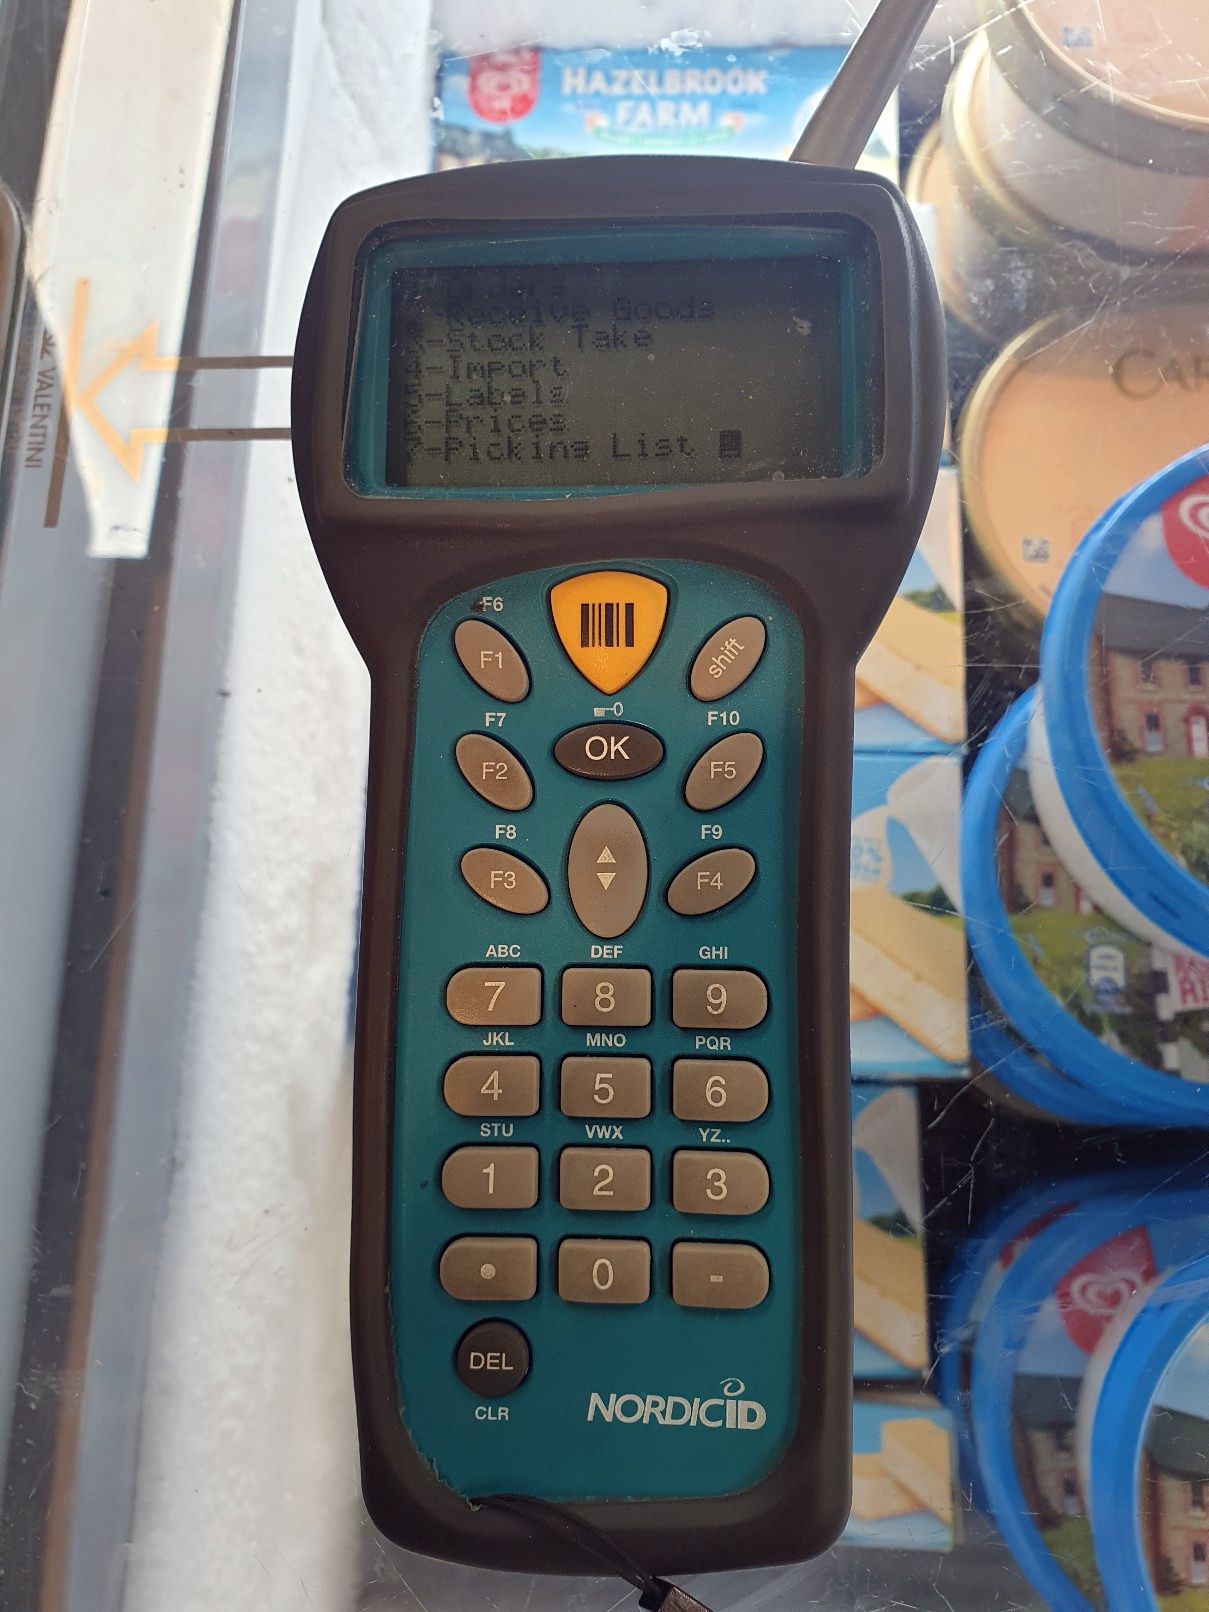 HAZELBROOK
FARM
1-Orders
2-Receive Goods
3-Stock Take
4-Import
5-Labels
6-Prices
7-Picking List
VALENTINI
F6
F1
shift
F7
OK
F10
F2
F5
F8
F9
F3
F4
ABC DEF GHI
7 8 9
JKL MNO PQR
4 5 6
STU VWX YZ..
1 2 3
. 0 -
DEL
CLR
NORDICID